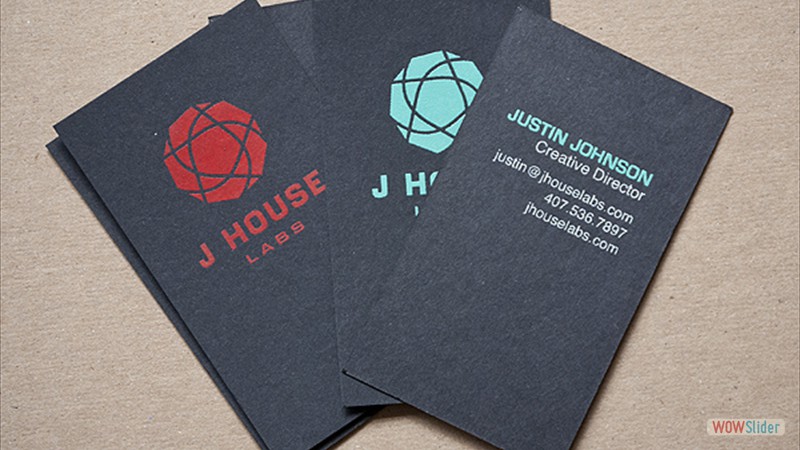 J HOUSE
LABS
J HO
JUSTIN JOHNSON
Creative Director
justin@jhouselabs.com
407.536.7897
jhouselabs.com
WOWSlider